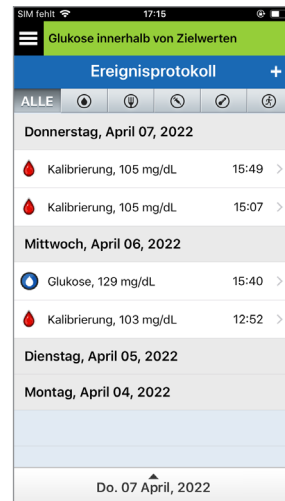 SIM fehlt 17:15
Glukose innerhalb von Zielwerten
Ereignisprotokoll +
ALLE
Donnerstag, April 07, 2022
Kalibrierung, 105 mg/dL 15:49
Kalibrierung, 105 mg/dL 15:07
Mittwoch, April 06, 2022
Glukose, 129 mg/dL 15:40
Kalibrierung, 103 mg/dL 12:52
Dienstag, April 05, 2022
Montag, April 04, 2022
Do. 07 April, 2022